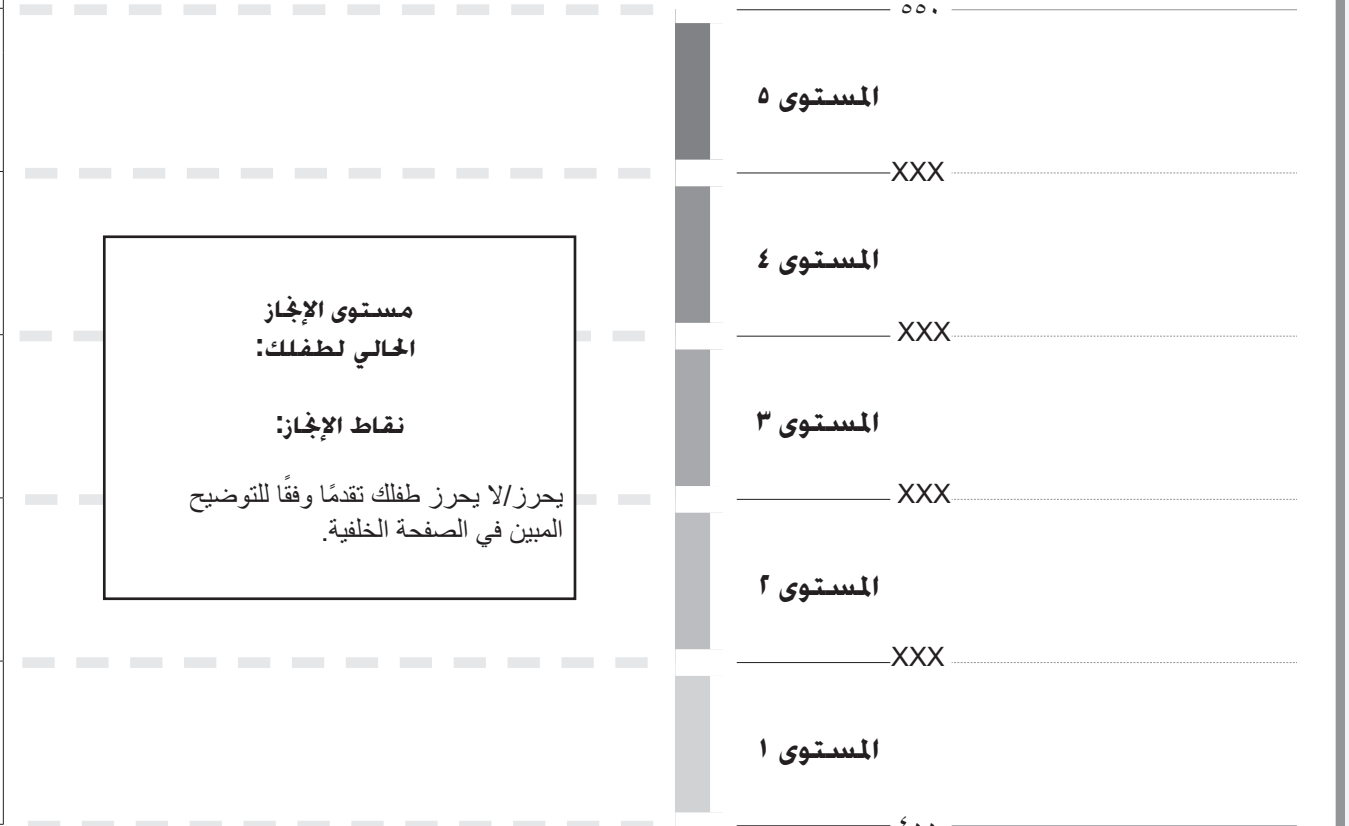 ٥٥٠
المستوى ٥
XXX
المستوى ٤
XXX
المستوى ٣
XXX
المستوى ٢
XXX
المستوى ١
مستوى الإنجاز
الحالي لطفلك:
نقاط الإنجاز:
يحرز/لا يحرز طفلك تقدمًا وفقًا للتوضيح
المبين في الصفحة الخلفية.